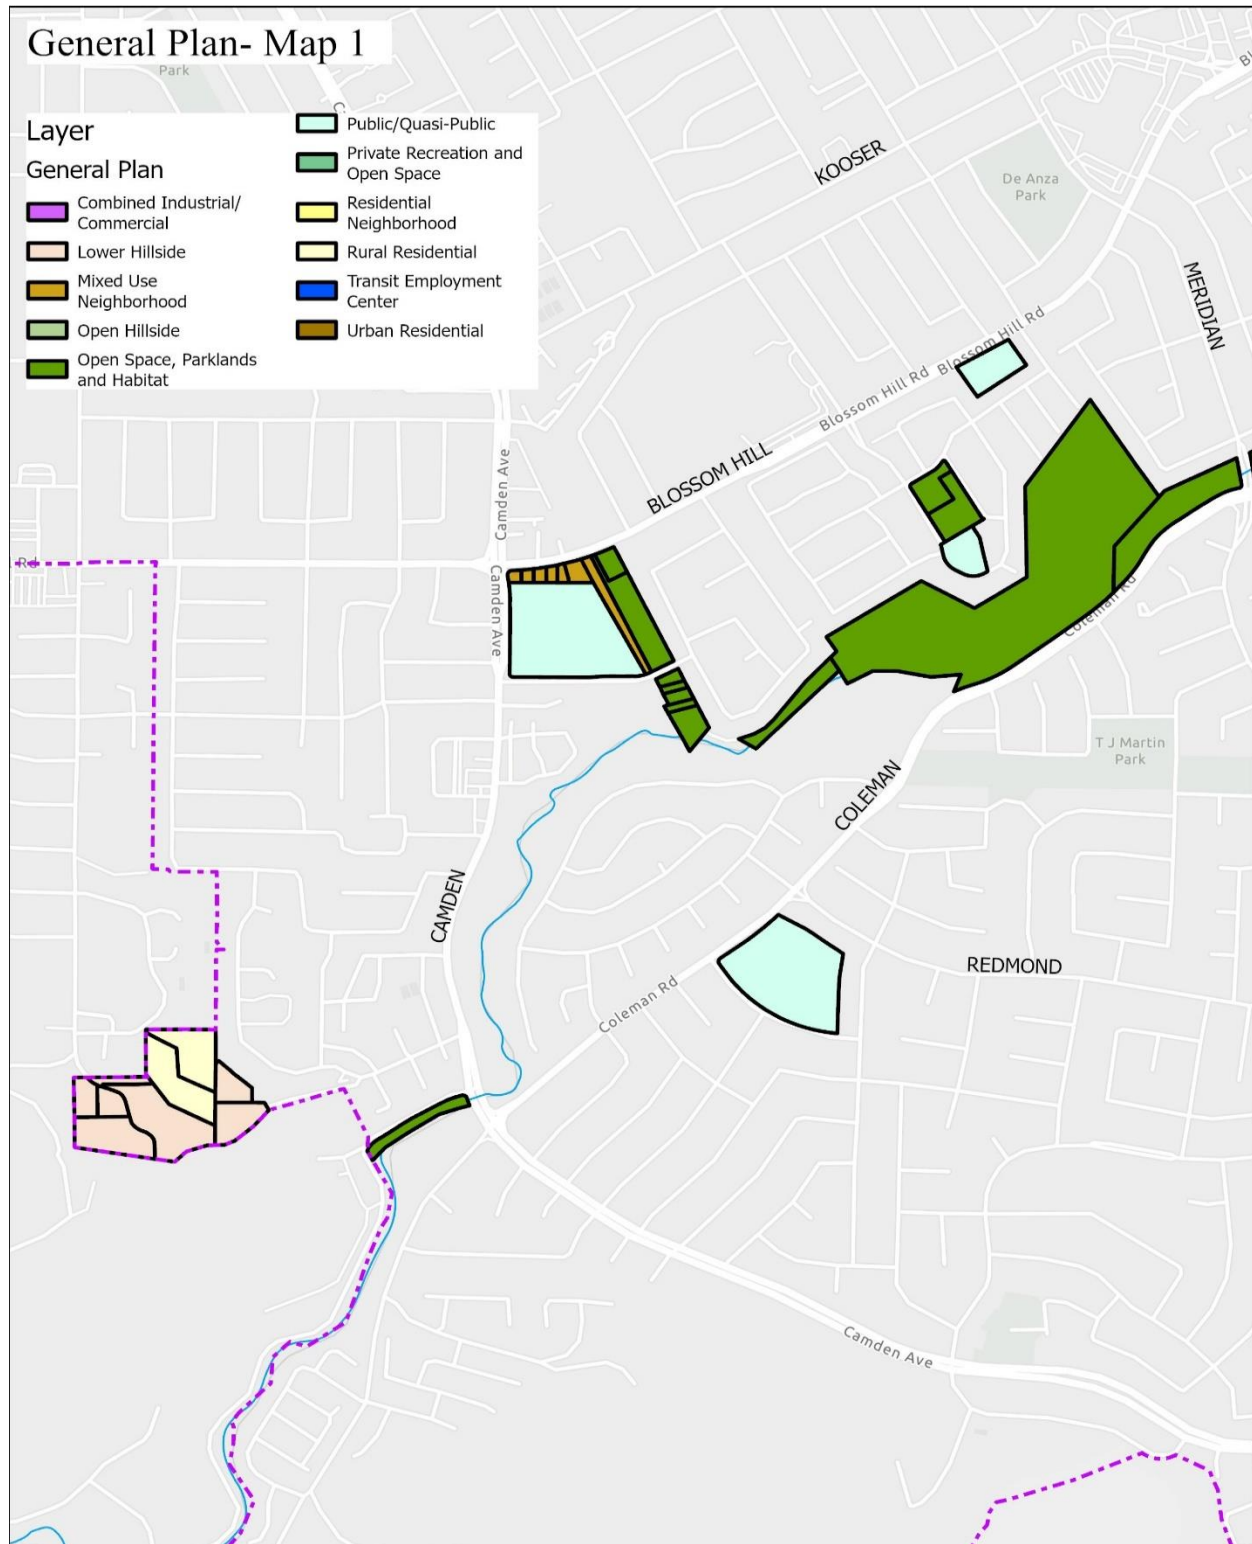 General Plan- Map 1
Park
Layer
General Plan
Combined Industrial/
Commercial
Lower Hillside
Mixed Use
Neighborhood
Open Hillside
Open Space, Parklands
and Habitat
Public/Quasi-Public
Private Recreation and
Open Space
Residential
Neighborhood
Rural Residential
Transit Employment
Center
Urban Residential
KOOSER
De Anza
Park
MERIDIAN
Blossom Hill Rd
Blossom Hill Rd
BLOSSOM HILL
Camden Ave
Camden Ave
Rd
Coleman Rd
T J Martin
Park
COLEMAN
CAMDEN
REDMOND
Coleman Rd
Camden Ave